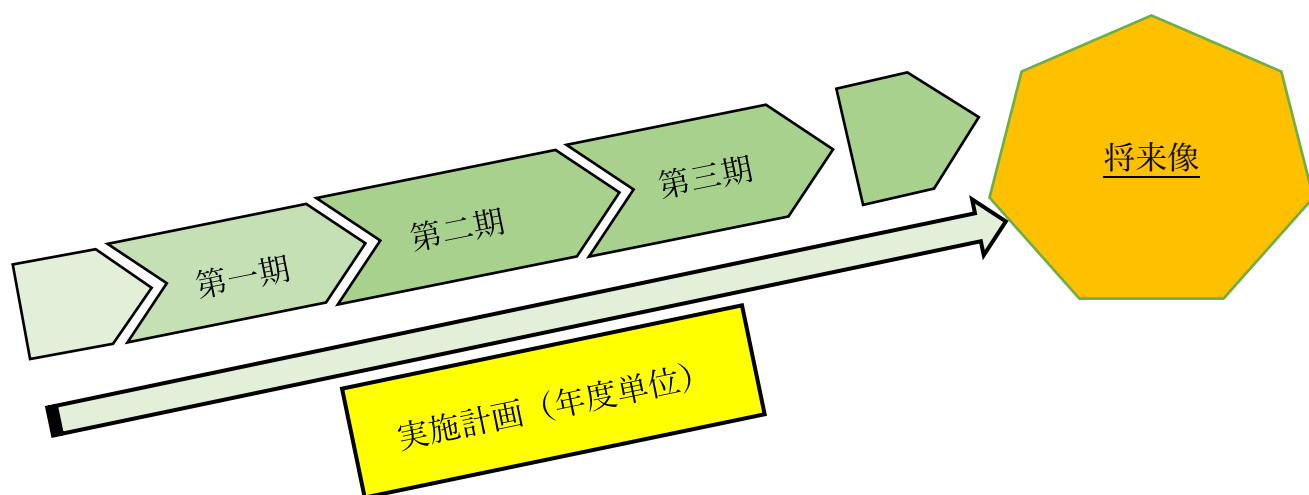 将来像
第三期
第二期
第一期
実施計画（年度単位）